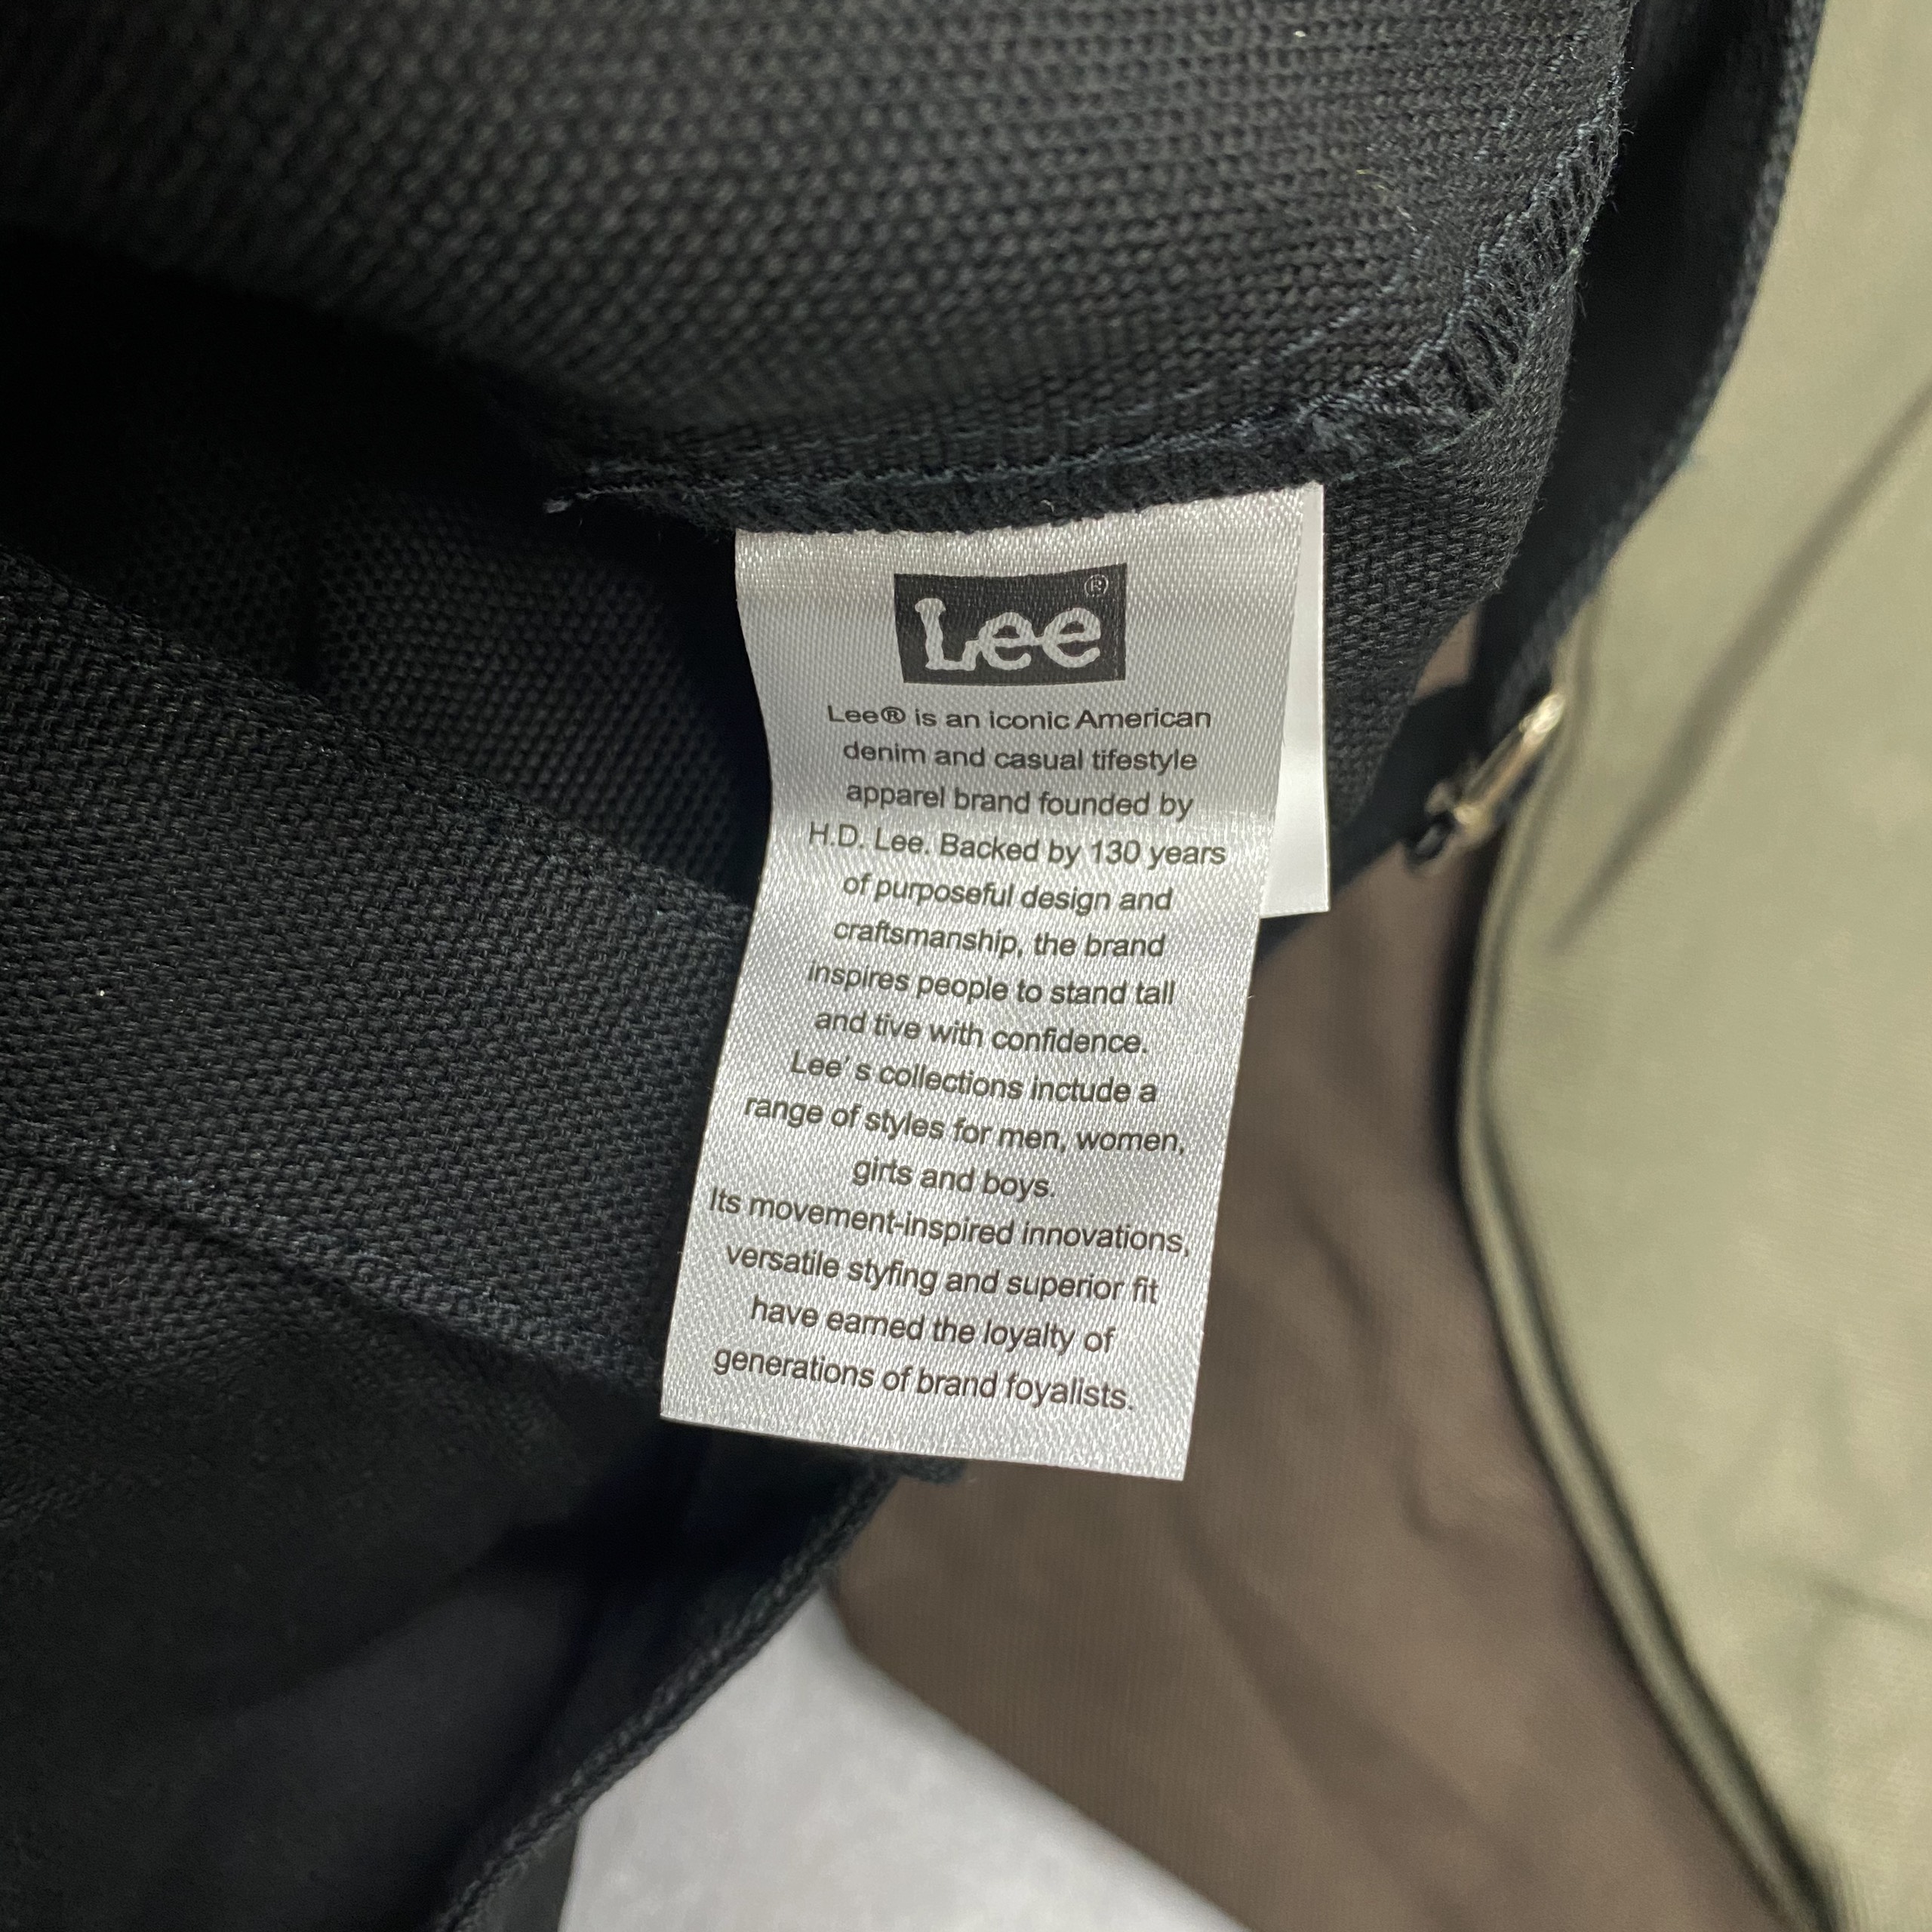 Lee®
Lee® is an iconic American
denim and casual tifestyle
apparel brand founded by
H.D. Lee. Backed by 130 years
of purposeful design and
craftsmanship, the brand
inspires people to stand tall
and tive with confidence.
Lee's collections include a
range of styles for men, women,
girts and boys.
Its movement-inspired innovations,
versatile styfing and superior fit
have earned the loyalty of
generations of brand foyalists.